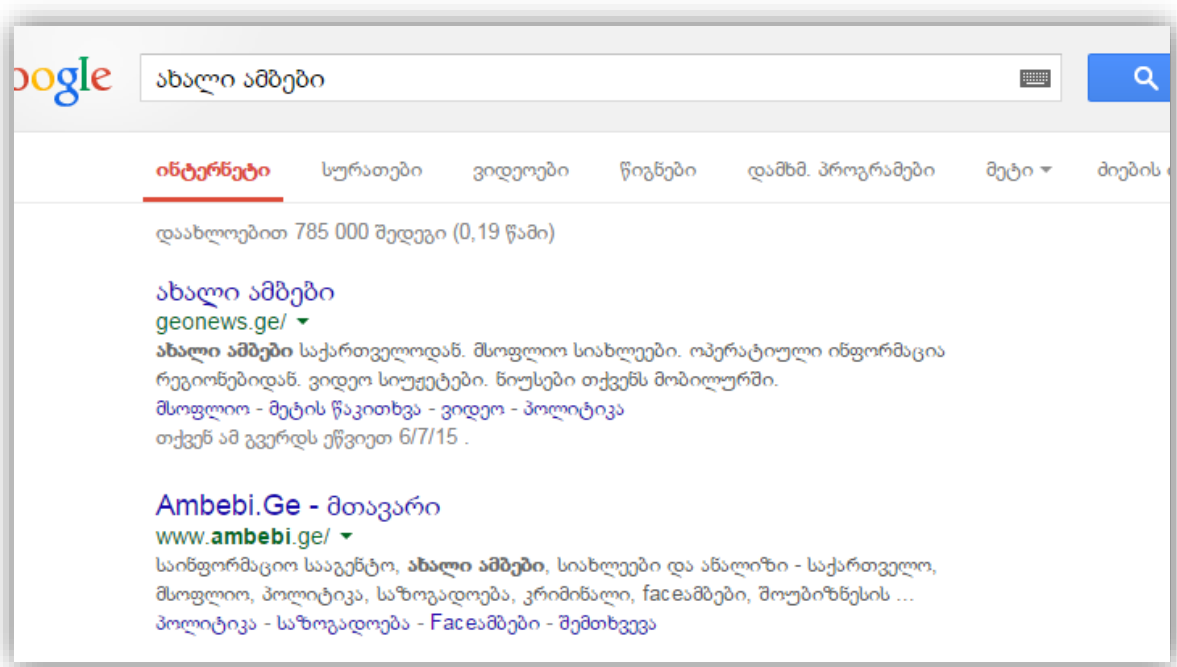 oogle
ახალი ამბები
ინტერნეტი სურათები ვიდეოები წიგნები დამხმ. პროგრამები მეტი ძიების
დაახლოებით 785 000 შედეგი (0,19 წამი)
ახალი ამბები
geonews.ge/
ახალი ამბები საქართველოდან. მსოფლიო სიახლეები. ოპერატიული ინფორმაცია
რეგიონებიდან. ვიდეო სიუჟეტები. ნიუსები თქვენს მობილურში.
მსოფლიო - მეტის წაკითხვა - ვიდეო - პოლიტიკა
თქვენ ამ გვერდს ეწვიეთ 6/7/15 .
Ambebi.Ge - მთავარი
www.ambebi.ge/
საინფორმაციო სააგენტო, ახალი ამბები, სიახლეები და ანალიზი - საქართველო,
მსოფლიო, პოლიტიკა, საზოგადოება, კრიმინალი, faceამბები, შოუბიზნესის ...
პოლიტიკა - საზოგადოება - Faceამბები - შემთხვევა